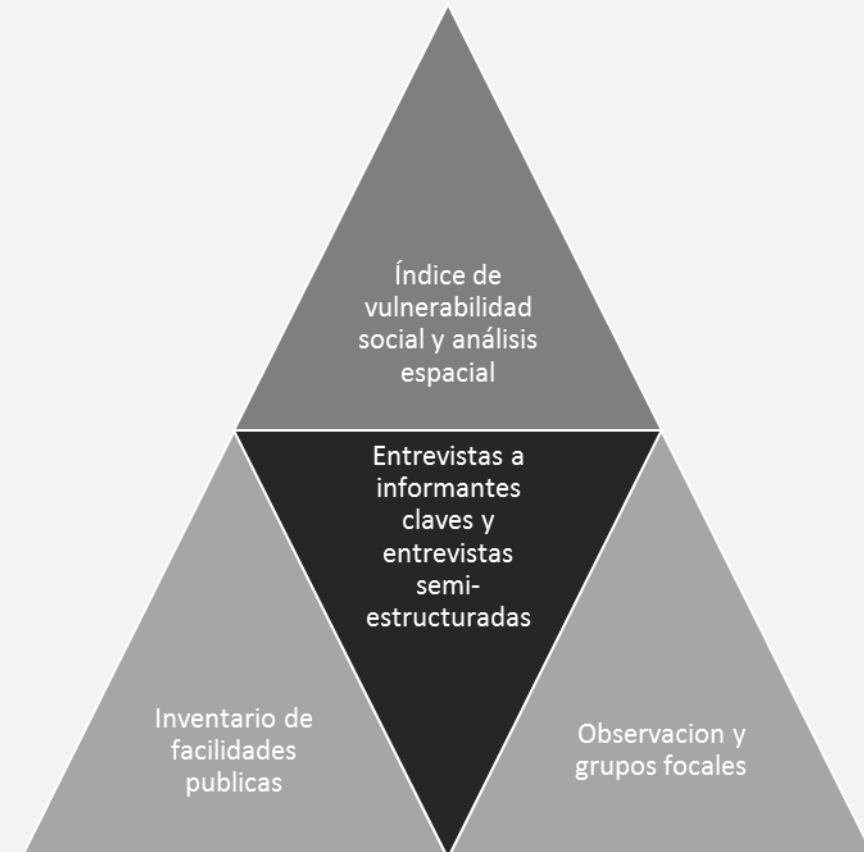 Índice de
vulnerabilidad
social y análisis
espacial
Entrevistas a
informantes
claves y
entrevistas
semi-
estructuradas
Inventario de
facilidades
publicas
Observacion y
grupos focales